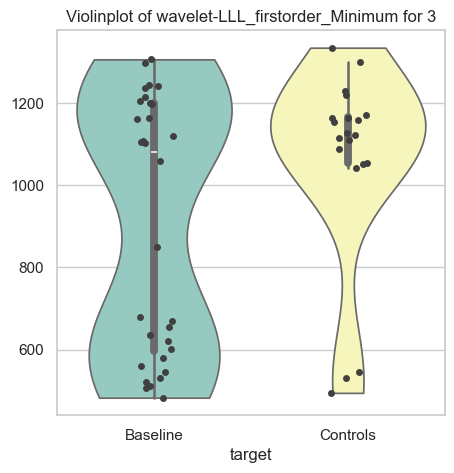 Violinplot of wavelet-LLL_firstorder_Minimum for 3
1200
1000
800
600
Baseline
Controls
target